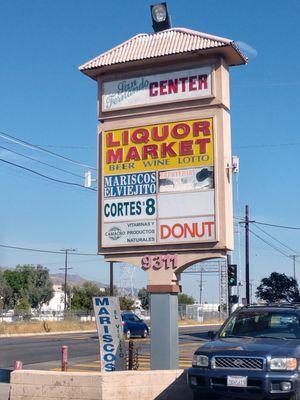 San Fernando
CENTER
LIQUOR
MARKET
BEER WINE LOTTO
MARISCOS
EL VIEJITO
CORTES $8
CAMACHO
VITAMINAS Y
PRODUCTOS
NATURALES
DONUT
9311
MARISCOS